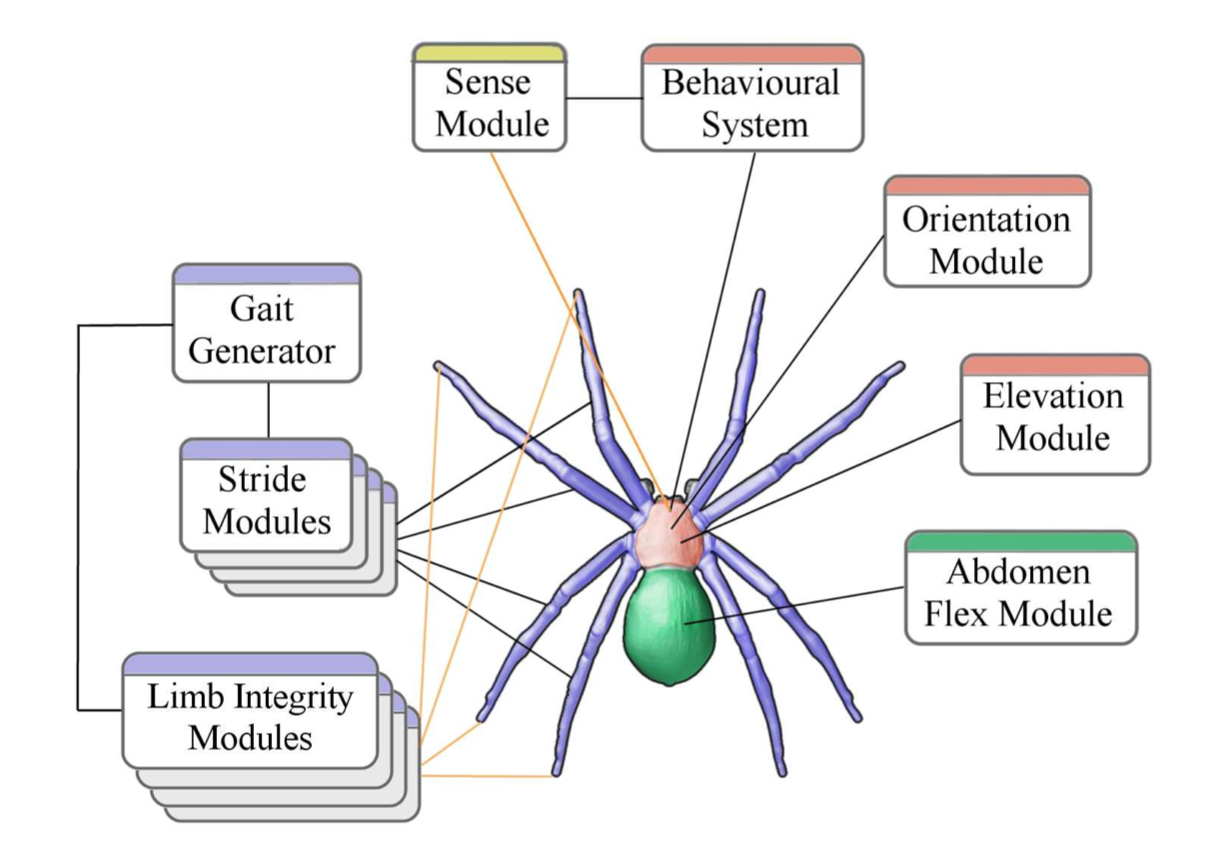 Sense
Module
Behavioural
System
Orientation
Module
Gait
Generator
Elevation
Module
Stride
Modules
Abdomen
Flex Module
Limb Integrity
Modules